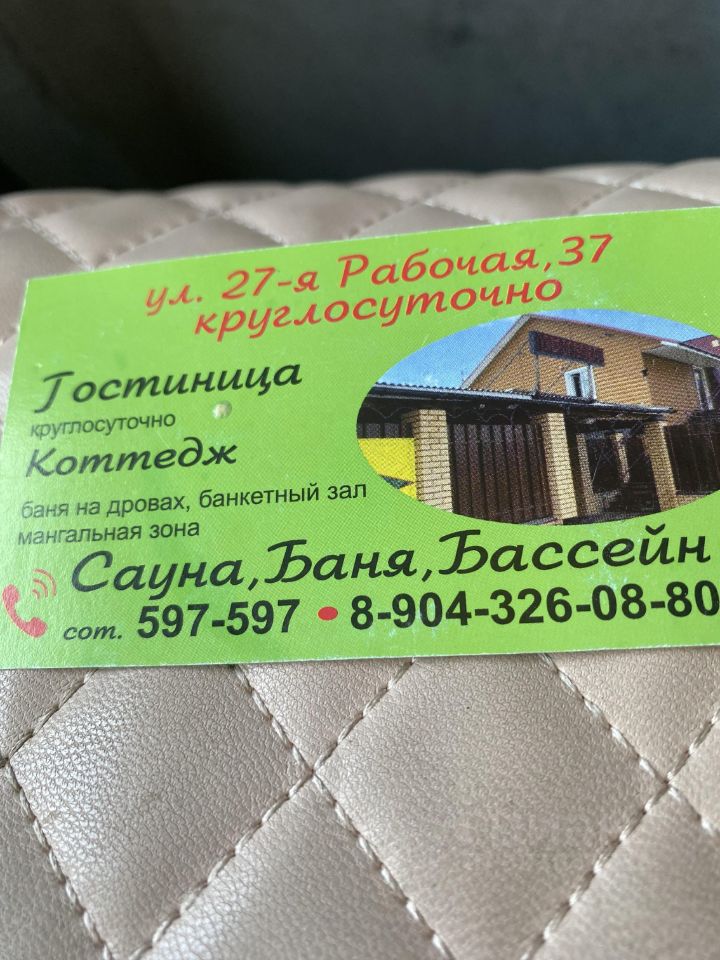 ул. 27-я Рабочая, 37
круглосуточно
Гостиница
круглосуточно
Коттедж
баня на дровах, банкетный зал
мангальная зона
Сауна, Баня, Бассейн
сот. 597-597 • 8-904-326-08-80